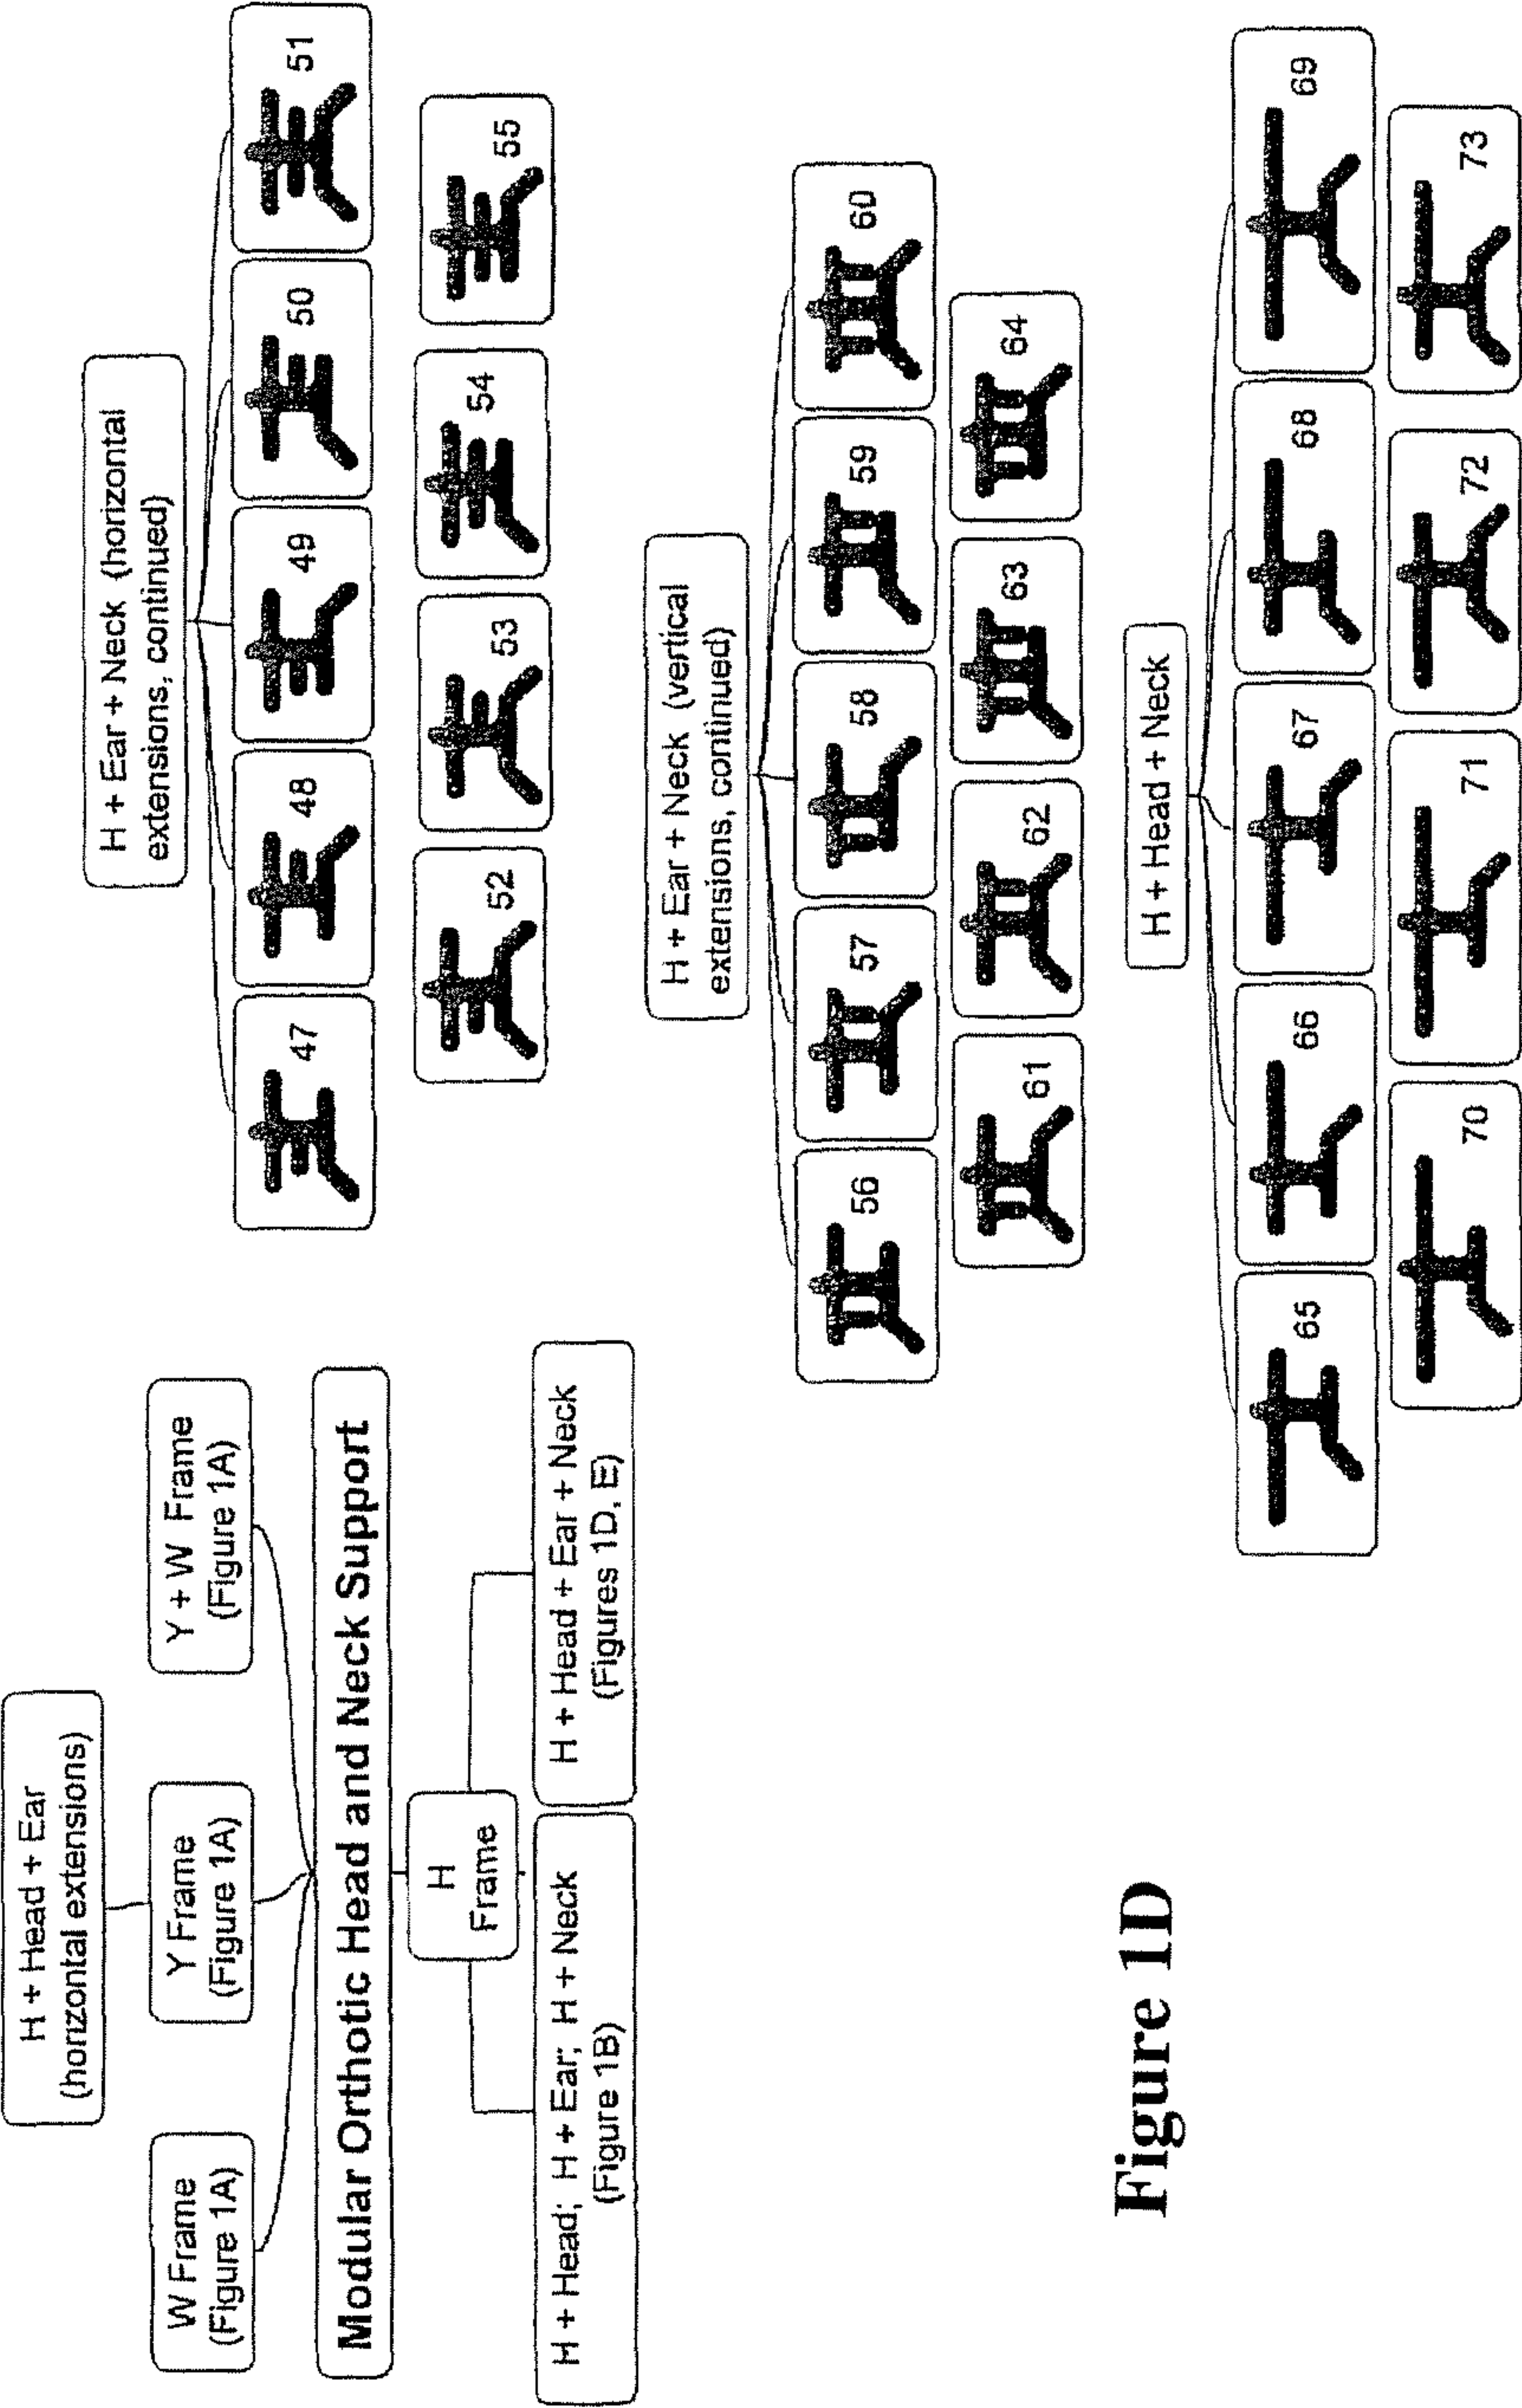 H + Head + Ear
(horizontal extensions)
W Frame
(Figure 1A)
Y Frame
(Figure 1A)
Y + W Frame
(Figure 1A)
Modular Orthotic Head and Neck Support
H
Frame
H + Head; H + Ear; H + Neck
(Figure 1B)
H + Head + Ear + Neck
(Figures 1D, E)
H + Ear + Neck (horizontal
extensions, continued)
47 48 49 50 51
52 53 54 55
H + Ear + Neck (vertical
extensions, continued)
56 57 58 59 60
61 62 63 64
H + Head + Neck
65 66 67 68 69
70 71 72 73
Figure 1D